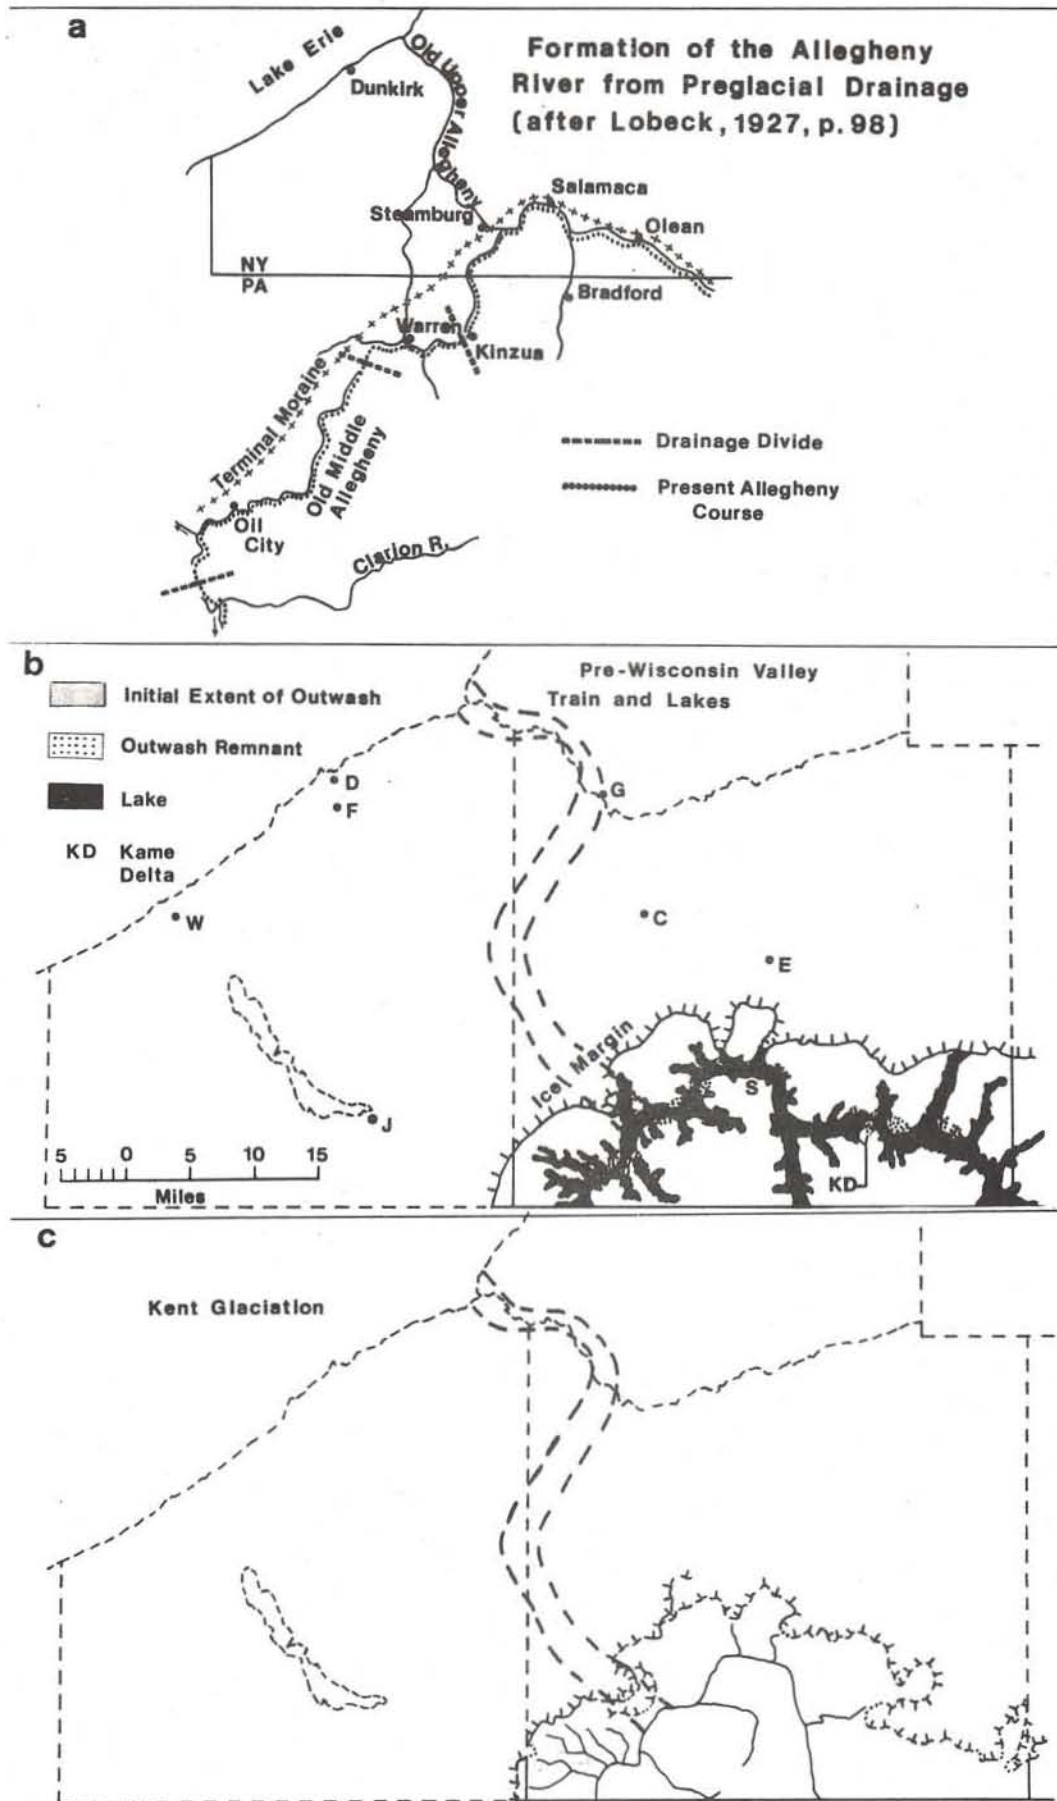 a
Formation of the Allegheny
River from Preglacial Drainage
(after Lobeck, 1927, p. 98)
Lake Erie
Dunkirk
Old Upper Allegheny
Salamaca
Steamburg
Olean
NY
PA
Bradford
Warren
Kinzua
Terminal Moraine
Old Middle
Allegheny
Drainage Divide
Present Allegheny
Course
Oil
City
Clarion R.
b
Pre-Wisconsin Valley
Train and Lakes
Initial Extent of Outwash
Outwash Remnant
Lake
KD Kame
Delta
D
F
G
W
C
E
Ice Margin
S
J
KD
5 0 5 10 15
Miles
c
Kent Glaciation